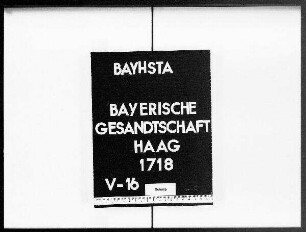 BAYHSTA
BAYERISCHE
GESANDTSCHAFT
HAAG
1718
V-16